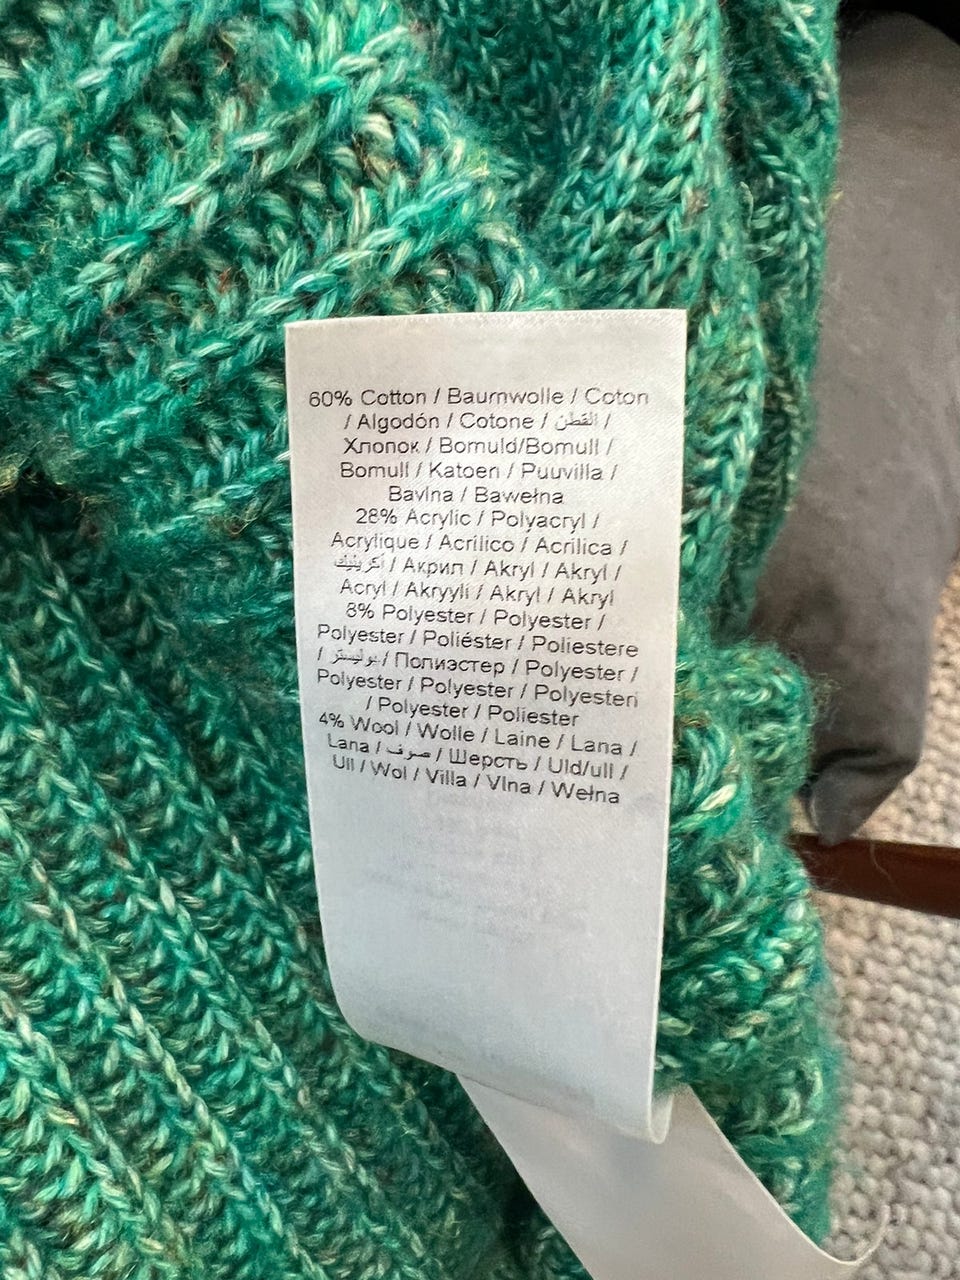 60% Cotton / Baumwolle / Coton
/ Algodón / Cotone / القطن /
Хлопок / Bomuld/Bomull /
Bomull / Katoen / Puuvilla /
Bavlna / Bawełna
28% Acrylic / Polyacryl /
Acrylique / Acrílico / Acrilica /
أكريليك / Акрил / Akryl / Akryl /
Acryl / Akryyli / Akryl / Akryl
8% Polyester / Polyester /
Polyester / Poliéster / Poliestere
/ بوليستر / Полиэстер / Polyester /
Polyester / Polyester / Polyesteri
/ Polyester / Poliester
4% Wool / Wolle / Laine / Lana /
Lana / صوف / Шерсть / Uld/ull /
Ull / Wol / Villa / Vlna / Wełna